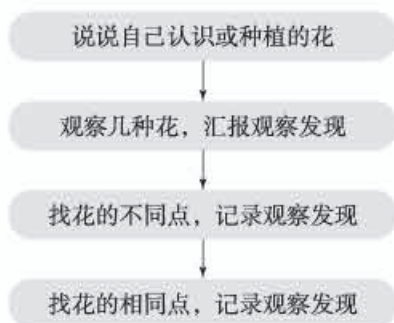 说说自己认识或种植的花
观察几种花，汇报观察发现
找花的不同点，记录观察发现
找花的相同点，记录观察发现